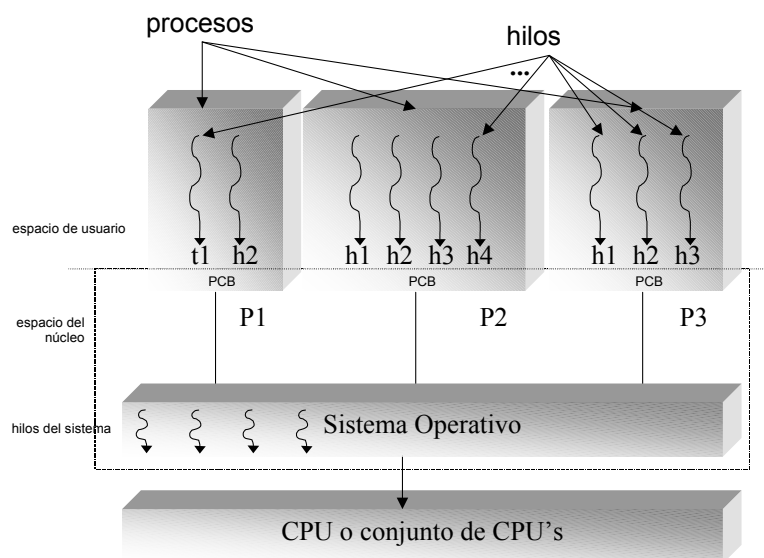 procesos
hilos
...
espacio de usuario
t1 h2
h1 h2 h3 h4
h1 h2 h3
PCB
PCB
PCB
P1
P2
P3
espacio del
núcleo
hilos del sistema
Sistema Operativo
CPU o conjunto de CPU's